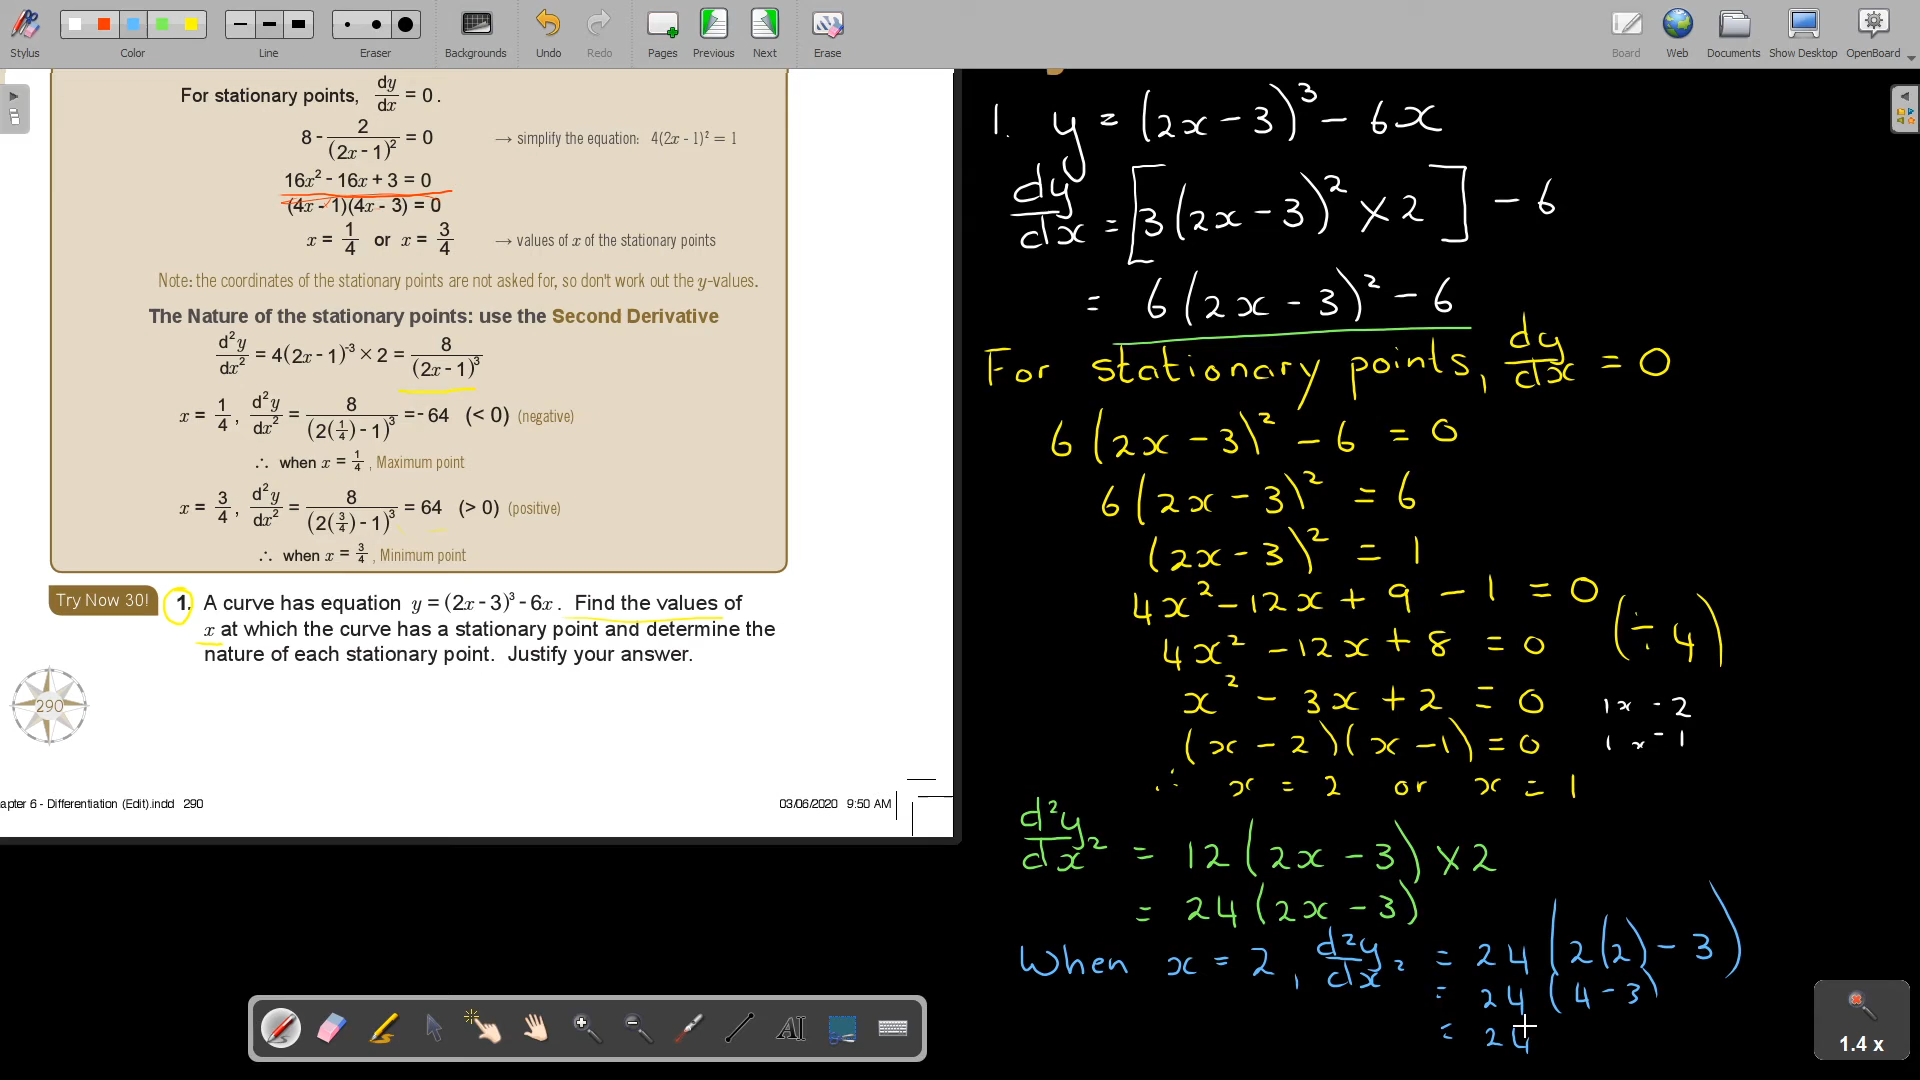 Stylus Color Line Eraser Backgrounds Undo Redo Pages Previous Next Erase Board Web Documents Show Desktop OpenBoard
For stationary points, dy/dx = 0.
8 - 2/(2x - 1)² = 0 → simplify the equation: 4(2x - 1)² = 1
16x² - 16x + 3 = 0
(4x - 1)(4x - 3) = 0
x = 1/4 or x = 3/4 → values of x of the stationary points
Note: the coordinates of the stationary points are not asked for, so don't work out the y-values.
The Nature of the stationary points: use the Second Derivative
d²y/dx² = 4(2x - 1)⁻³ × 2 = 8/(2x - 1)³
x = 1/4, d²y/dx² = 8/(2(1/4) - 1)³ = - 64 (< 0) (negative)
∴ when x = 1/4, Maximum point
x = 3/4, d²y/dx² = 8/(2(3/4) - 1)³ = 64 (> 0) (positive)
∴ when x = 3/4, Minimum point
Try Now 30! 1. A curve has equation y = (2x - 3)³ - 6x. Find the values of
x at which the curve has a stationary point and determine the
nature of each stationary point. Justify your answer.
290
apter 6 - Differentiation (Edit).indd 290 03/06/2020 9:50 AM
1. y = (2x - 3)³ - 6x
dy/dx = [3(2x - 3)² × 2] - 6
= 6(2x - 3)² - 6
For stationary points, dy/dx = 0
6(2x - 3)² - 6 = 0
6(2x - 3)² = 6
(2x - 3)² = 1
4x² - 12x + 9 - 1 = 0
4x² - 12x + 8 = 0 (÷ 4)
x² - 3x + 2 = 0 1x - 2
(x - 2)(x - 1) = 0 1x - 1
∴ x = 2 or x = 1
d²y/dx² = 12(2x - 3) × 2
= 24(2x - 3)
When x = 2, d²y/dx² = 24(2(2) - 3)
= 24(4 - 3)
= 24
1.4 x